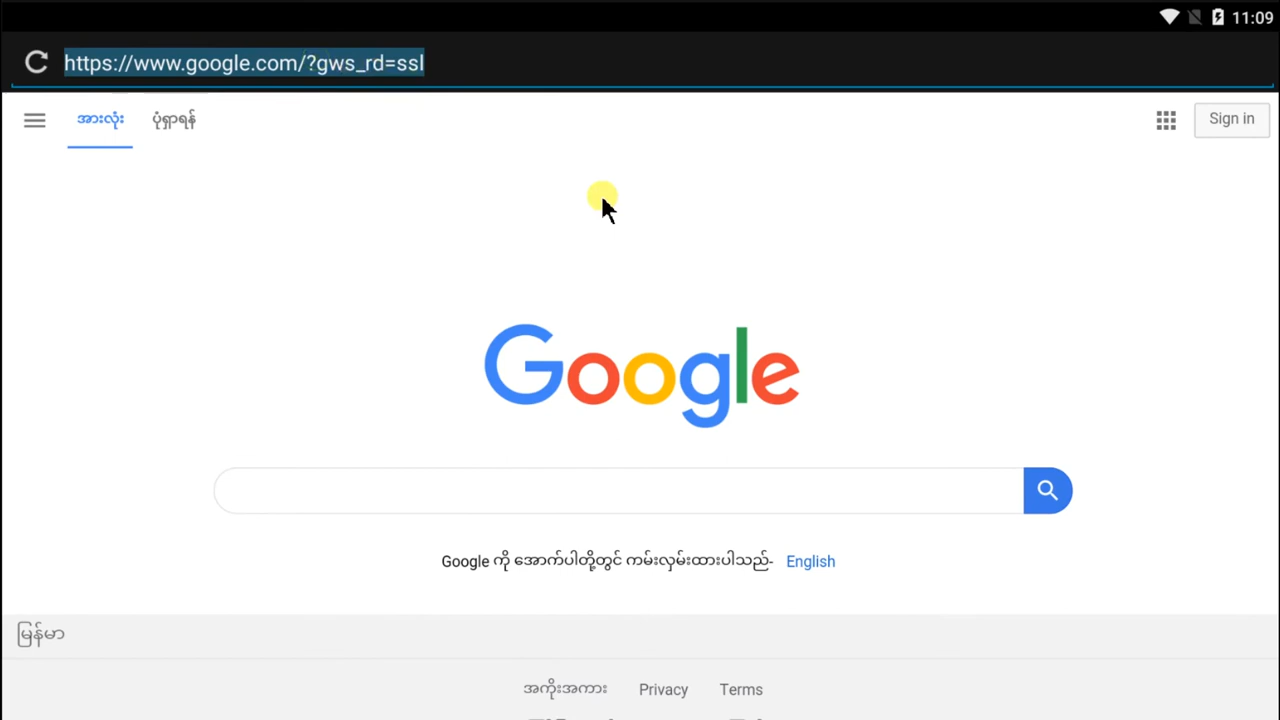 11:09
https://www.google.com/?gws_rd=ssl
အားလုံး ပုံရှာရန် Sign in
Google
Google ကို အောက်ပါတို့တွင် ကမ်းလှမ်းထားပါသည်- English
မြန်မာ
အကိုးအကား Privacy Terms